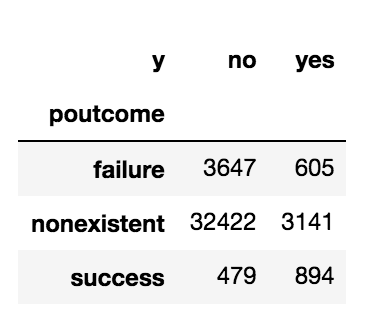 y no yes
poutcome
failure 3647 605
nonexistent 32422 3141
success 479 894